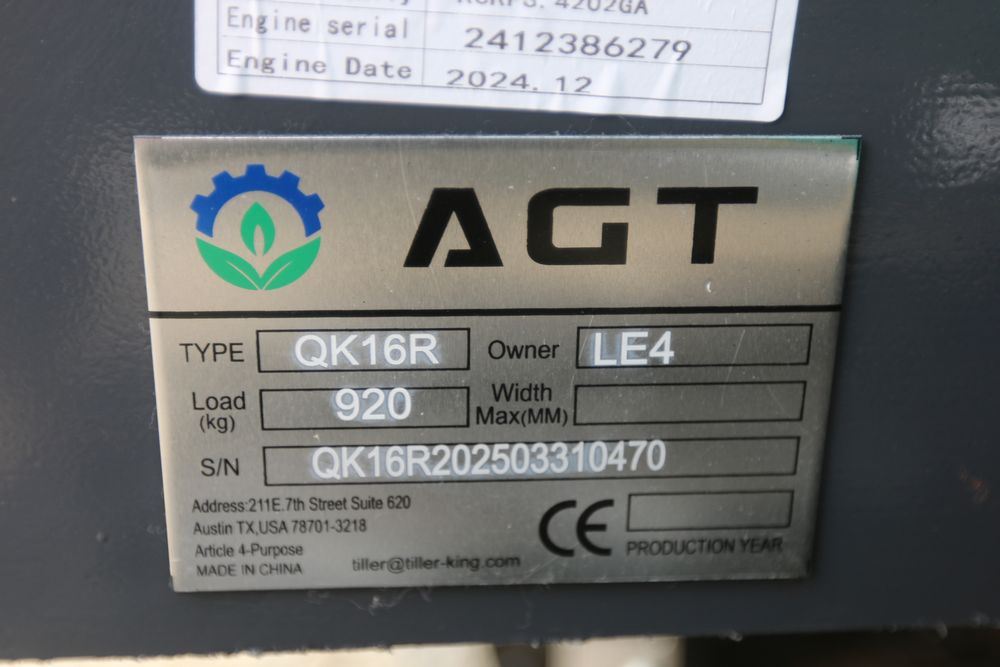 Engine serial 2412386279
Engine Date 2024.12
AGT
TYPE QK16R Owner LE4
Load (kg) 920 Width Max(MM)
S/N QK16R202503310470
Address:211E.7th Street Suite 620
Austin TX,USA 78701-3218
Article 4-Purpose
MADE IN CHINA tiller@tiller-king.com
CE PRODUCTION YEAR